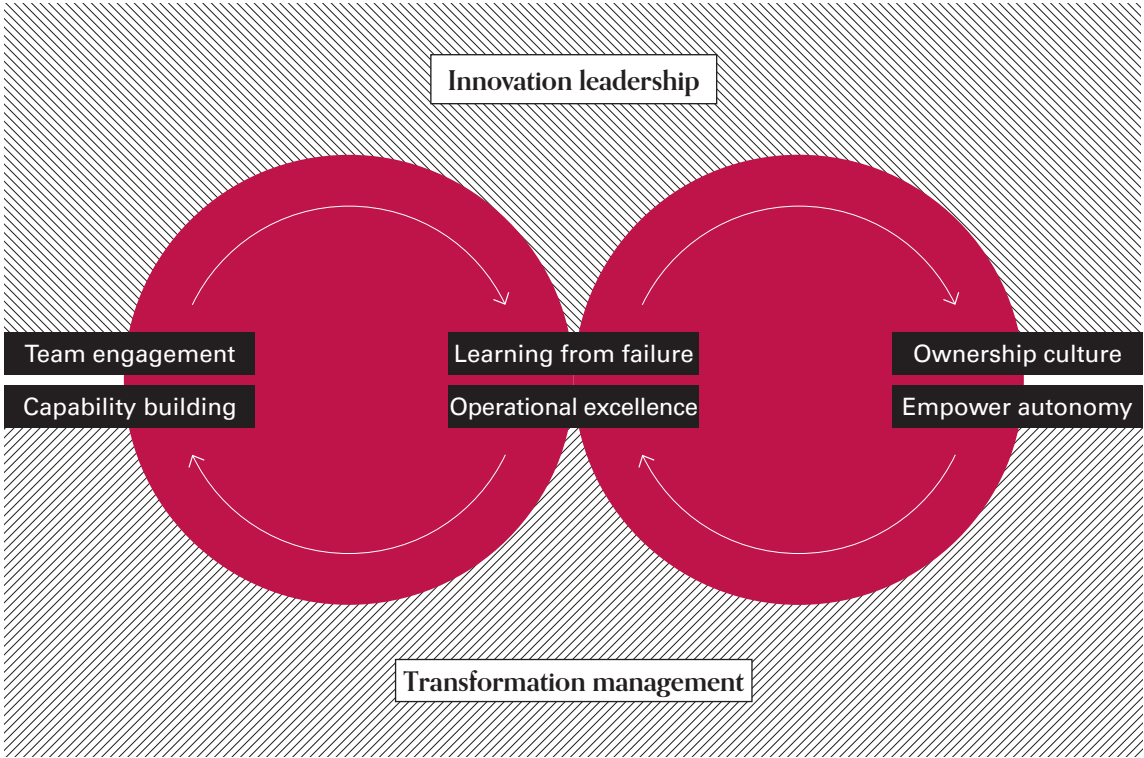 Innovation leadership
Team engagement
Learning from failure
Ownership culture
Capability building
Operational excellence
Empower autonomy
Transformation management